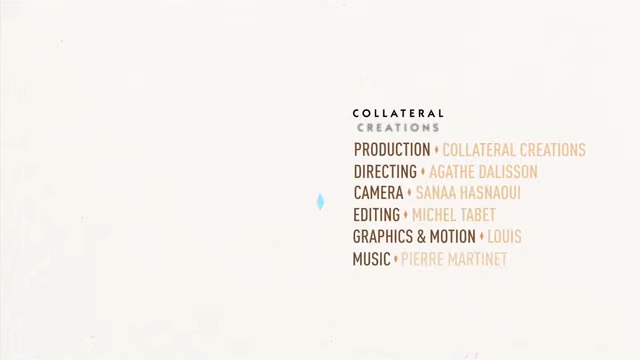 COLLATERAL
CREATIONS
PRODUCTION ♦ COLLATERAL CREATIONS
DIRECTING ♦ AGATHE DALISSON
CAMERA ♦ SANAA HASNAOUI
EDITING ♦ MICHEL TABET
GRAPHICS & MOTION ♦ LOUIS
MUSIC ♦ PIERRE MARTINET